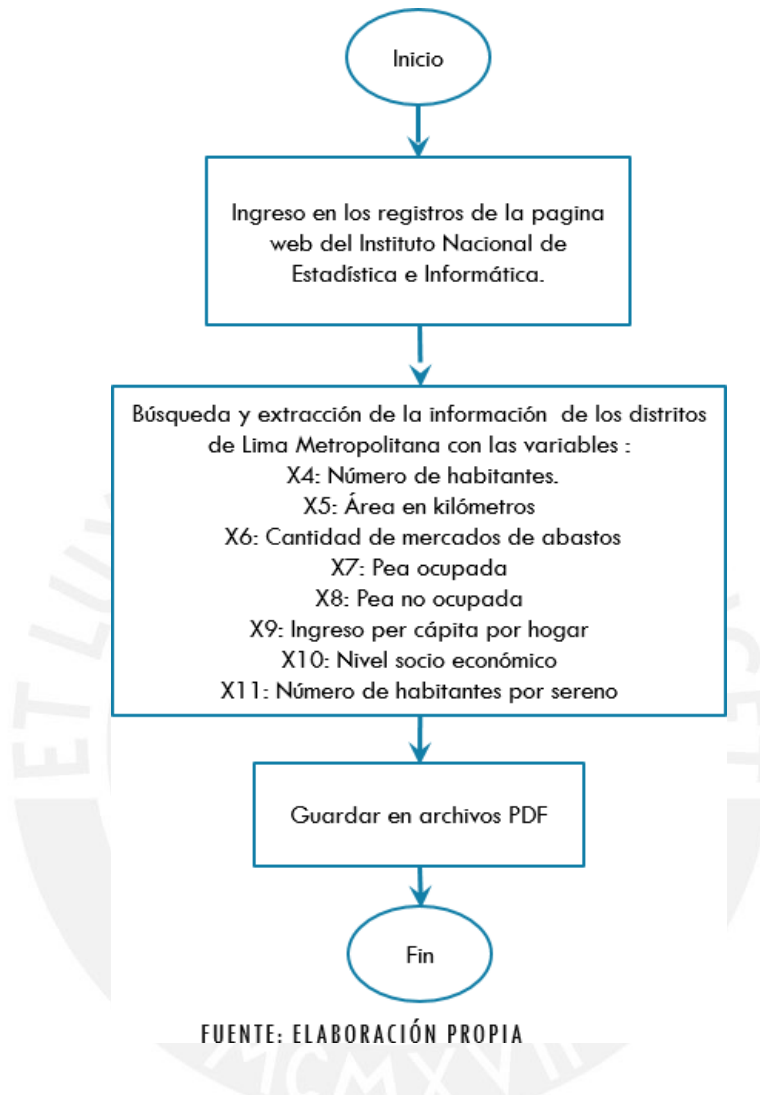 Inicio
Ingreso en los registros de la pagina
web del Instituto Nacional de
Estadística e Informática.
Búsqueda y extracción de la información de los distritos
de Lima Metropolitana con las variables :
X4: Número de habitantes.
X5: Área en kilómetros
X6: Cantidad de mercados de abastos
X7: Pea ocupada
X8: Pea no ocupada
X9: Ingreso per cápita por hogar
X10: Nivel socio económico
X11: Número de habitantes por sereno
Guardar en archivos PDF
Fin
FUENTE: ELABORACIÓN PROPIA
ET LUX
MCMXVII